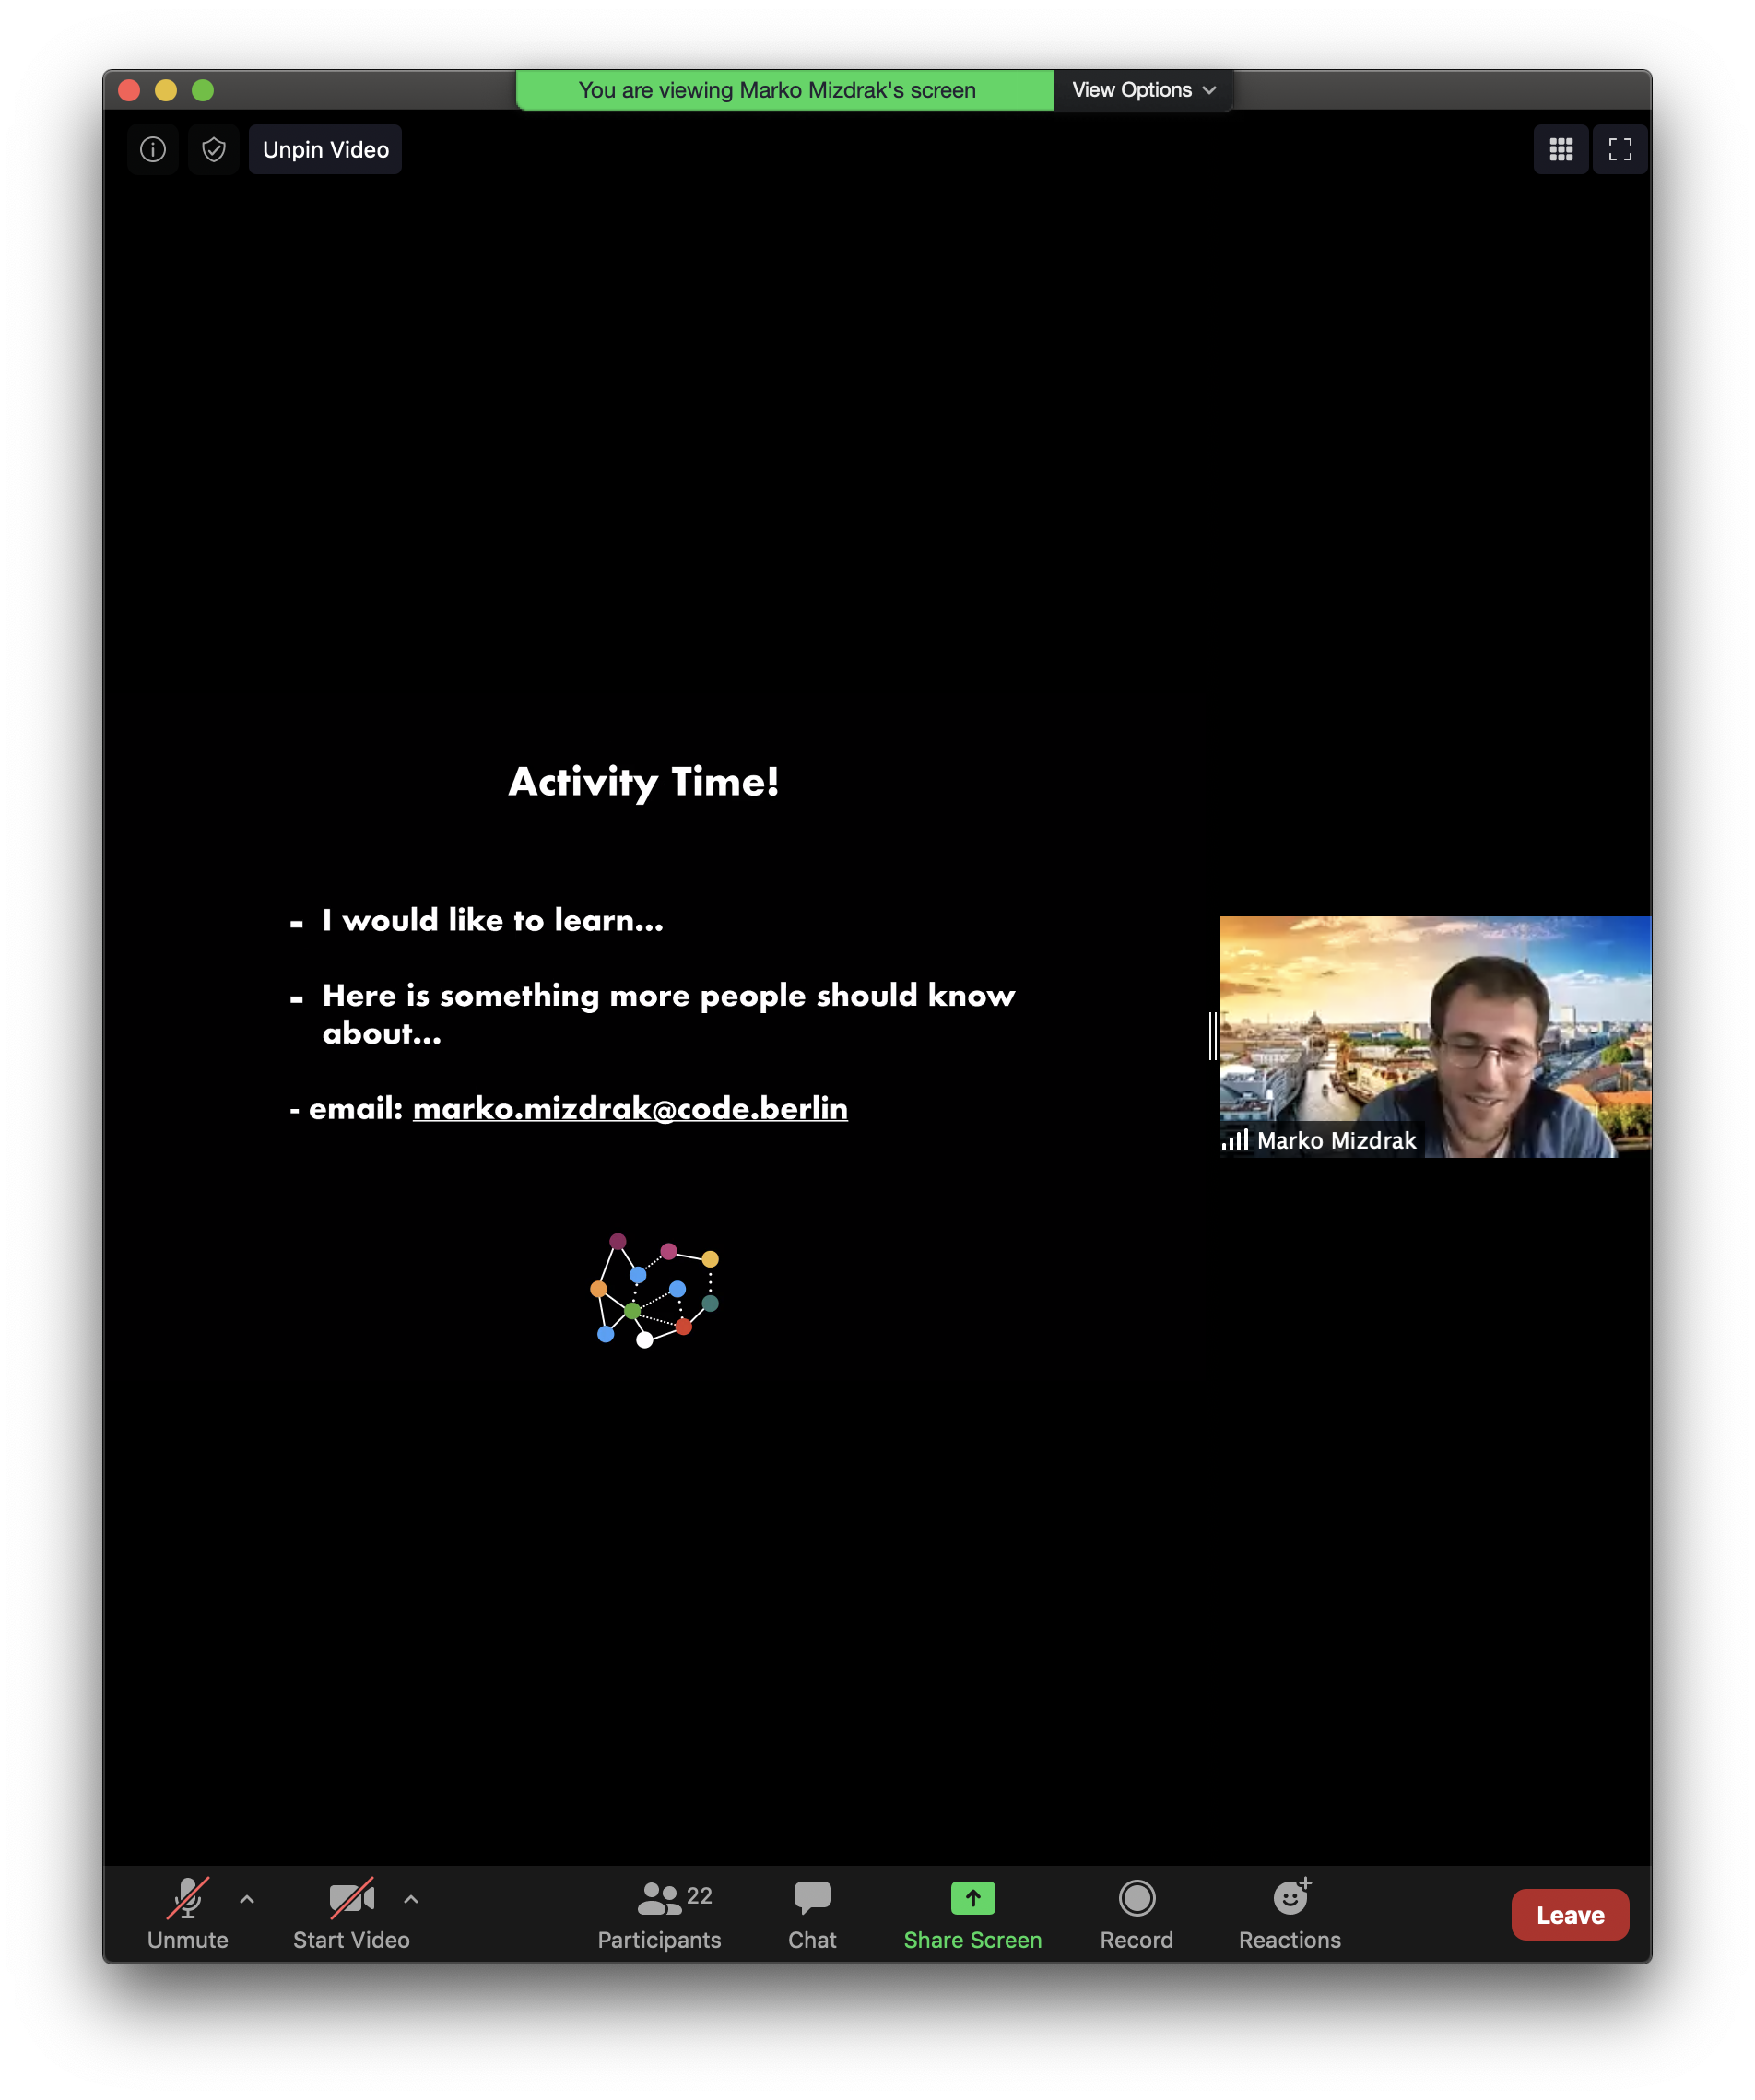 You are viewing Marko Mizdrak's screen
View Options
Unpin Video
Activity Time!
- I would like to learn...
- Here is something more people should know
about...
- email: marko.mizdrak@code.berlin
Marko Mizdrak
22
Unmute
Start Video
Participants
Chat
Share Screen
Record
Reactions
Leave